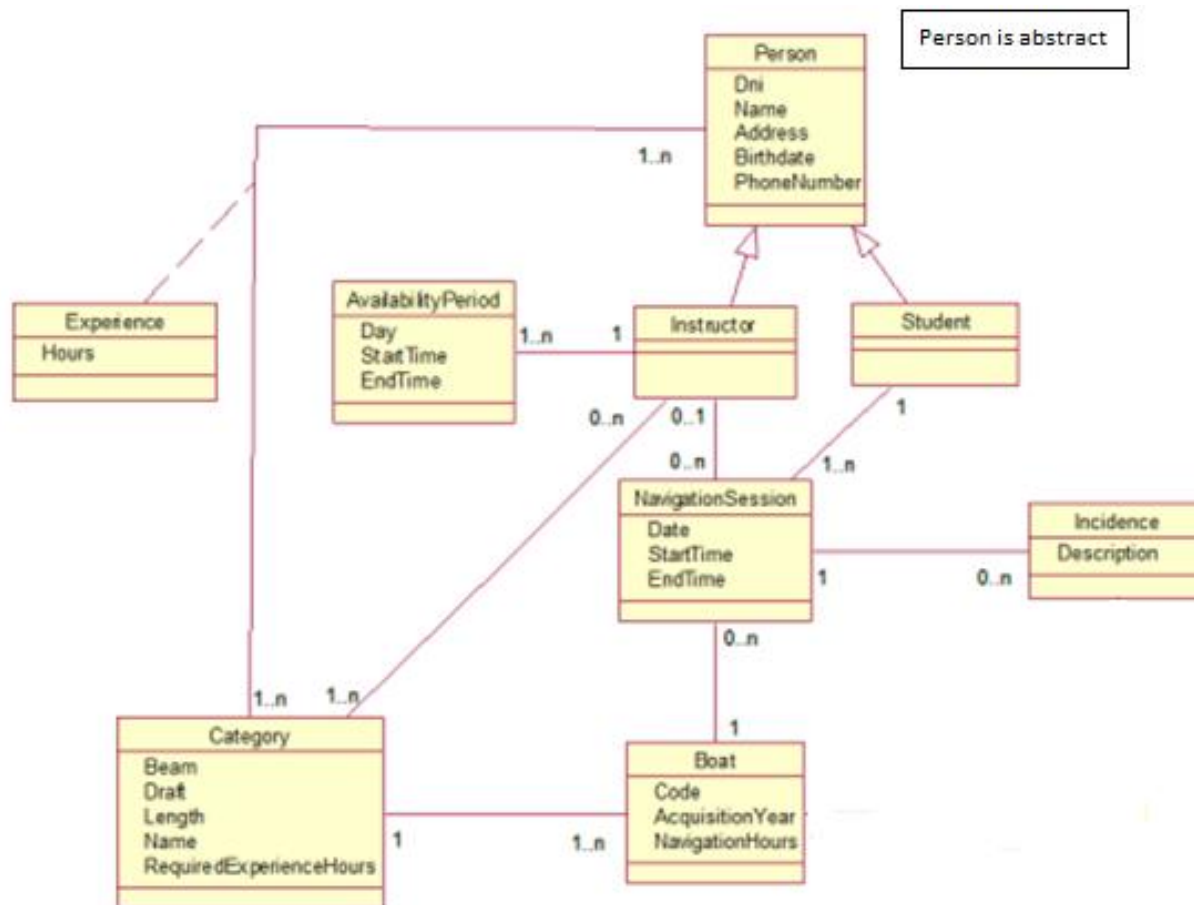 Person is abstract
Person
Dni
Name
Address
Birthdate
PhoneNumber
1..n
Experience
Hours
AvailabilityPeriod
Day
StartTime
EndTime
1..n
1
Instructor
Student
0..n
0..1
1
0..n
1..n
NavigationSession
Date
StartTime
EndTime
Incidence
Description
1
0..n
0..n
1..n
1..n
1
Category
Beam
Draft
Length
Name
RequiredExperienceHours
Boat
Code
AcquisitionYear
NavigationHours
1
1..n